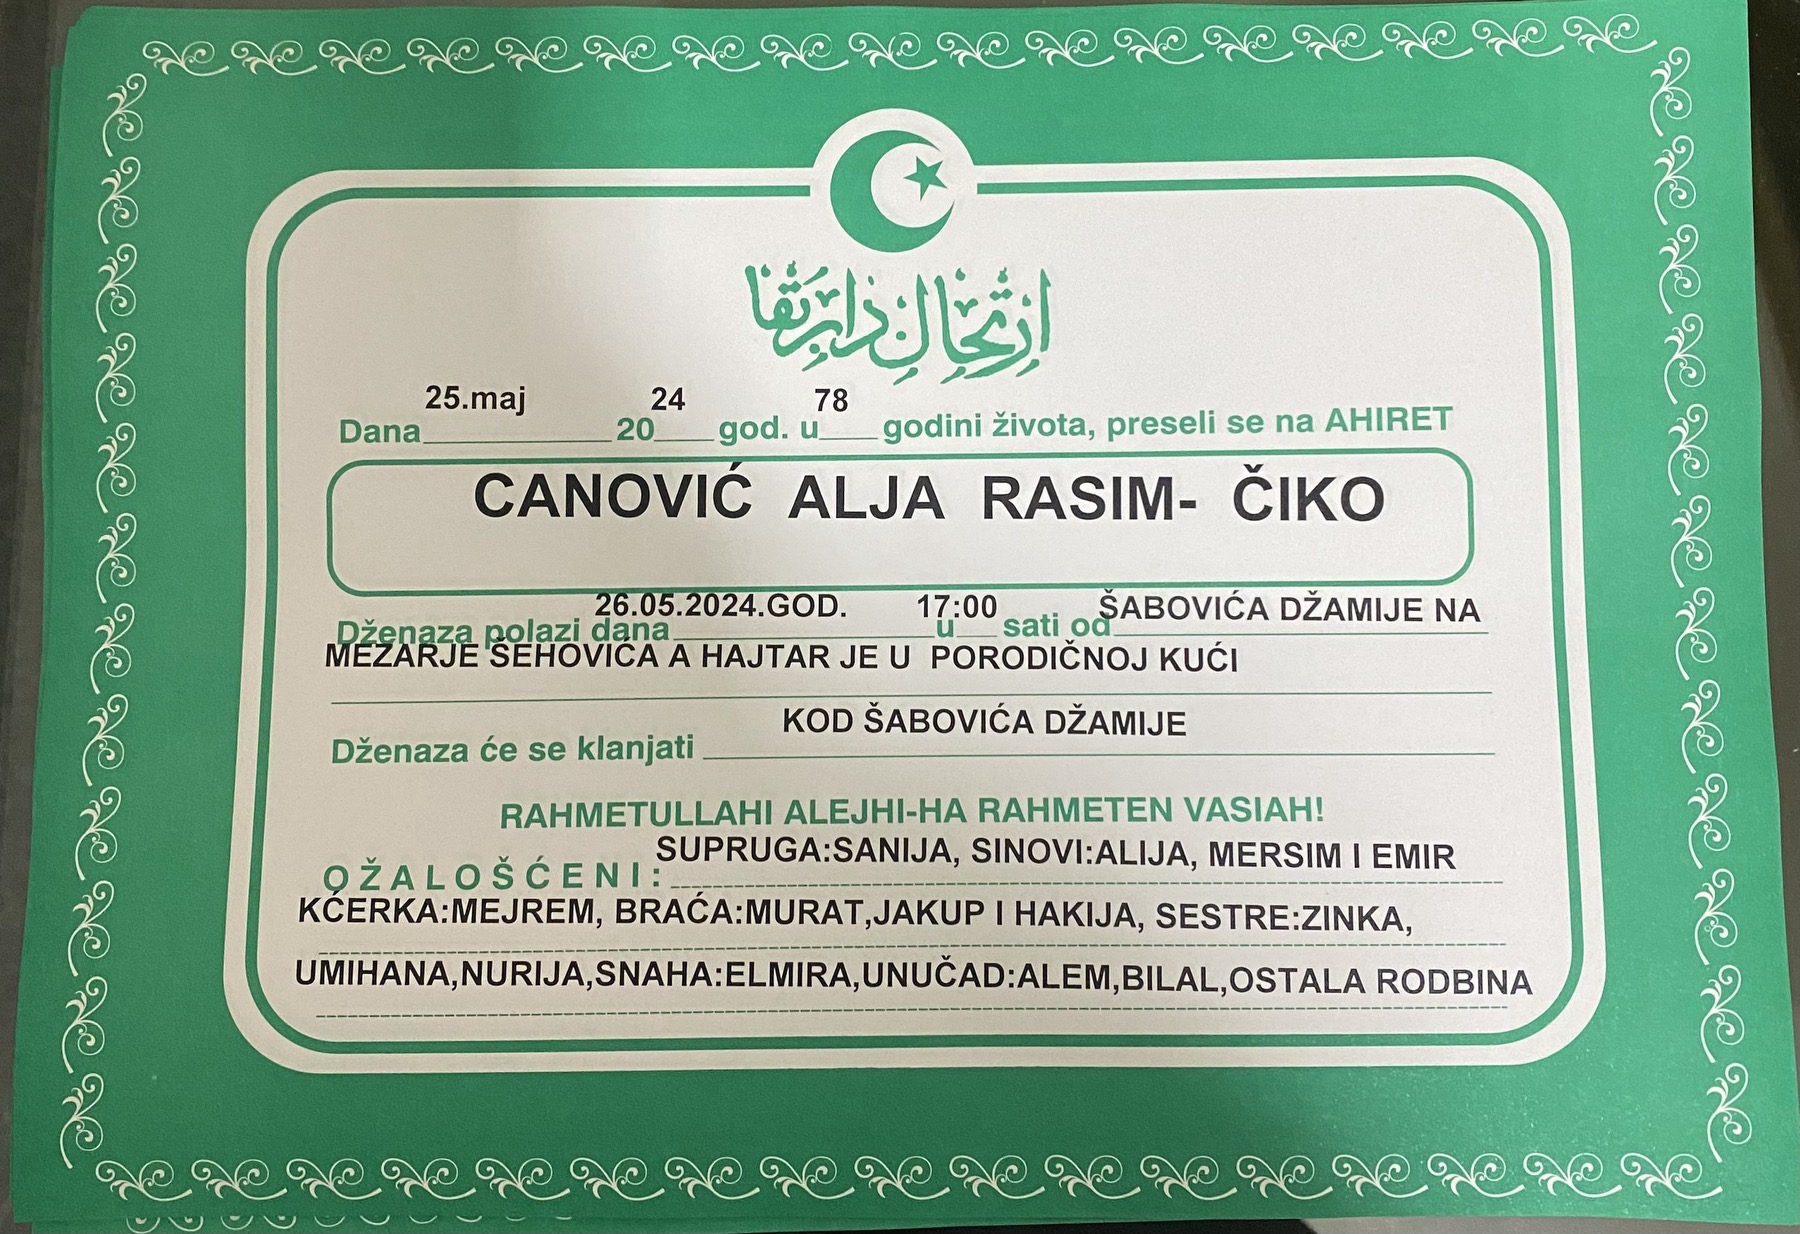 ارتحال دار بقا
25.maj 24 78
Dana 20 god. u godini života, preseli se na AHIRET
CANOVIĆ ALJA RASIM- ČIKO
26.05.2024.GOD. 17:00 ŠABOVIĆA DŽAMIJE NA
Dženaza polazi dana u sati od
MEZARJE ŠEHOVIĆA A HAJTAR JE U PORODIČNOJ KUĆI
KOD ŠABOVIĆA DŽAMIJE
Dženaza će se klanjati
RAHMETULLAHI ALEJHI-HA RAHMETEN VASIAH!
SUPRUGA:SANIJA, SINOVI:ALIJA, MERSIM I EMIR
OŽALOŠĆENI:
KĆERKA:MEJREM, BRAĆA:MURAT,JAKUP I HAKIJA, SESTRE:ZINKA,
UMIHANA,NURIJA,SNAHA:ELMIRA,UNUČAD:ALEM,BILAL,OSTALA RODBINA